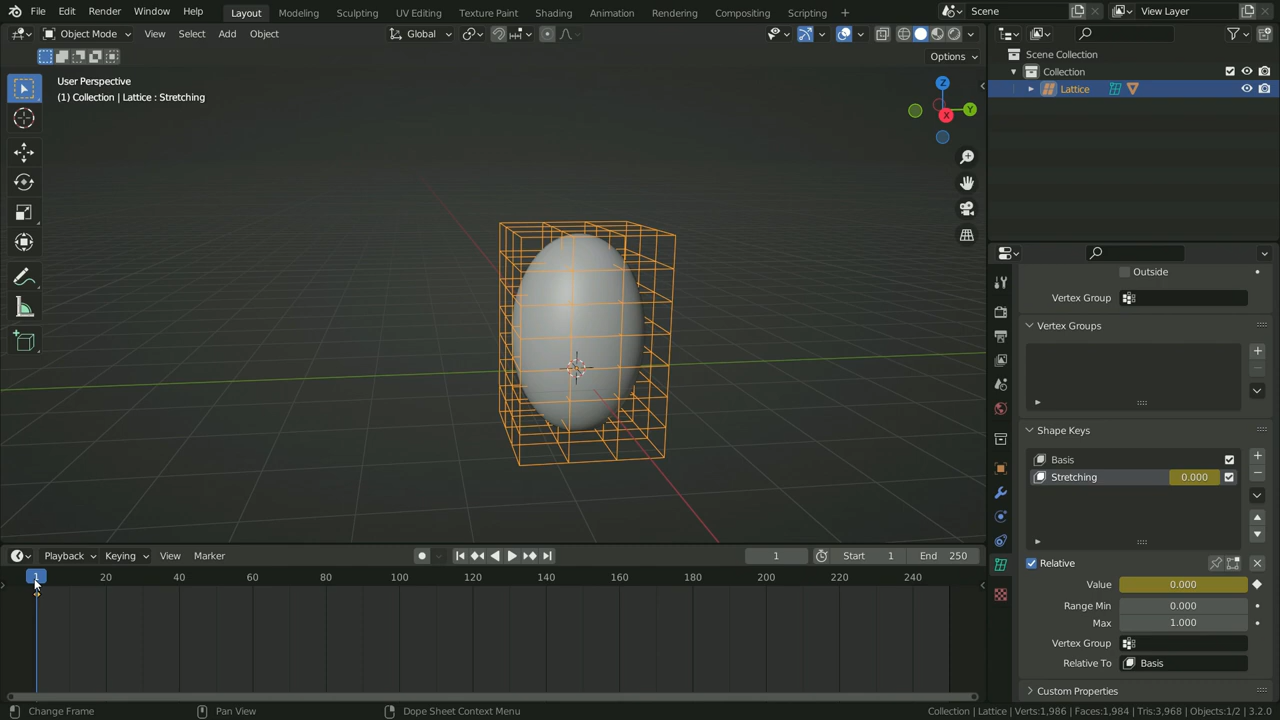 File Edit Render Window Help
Layout Modeling Sculpting UV Editing Texture Paint Shading Animation Rendering Compositing Scripting +
Scene
View Layer
Object Mode View Select Add Object
Global
Options
User Perspective
(1) Collection | Lattice : Stretching
Z
Y
X
Scene Collection
Collection
Lattice
Outside
Vertex Group
Vertex Groups
Shape Keys
Basis
Stretching 0.000
Relative
Value 0.000
Range Min 0.000
Max 1.000
Vertex Group
Relative To Basis
Custom Properties
Playback Keying View Marker
1
Start 1
End 250
1 20 40 60 80 100 120 140 160 180 200 220 240
Change Frame
Pan View
Dope Sheet Context Menu
Collection | Lattice | Verts:1,986 | Faces:1,984 | Tris:3,968 | Objects:1/2 | 3.2.0